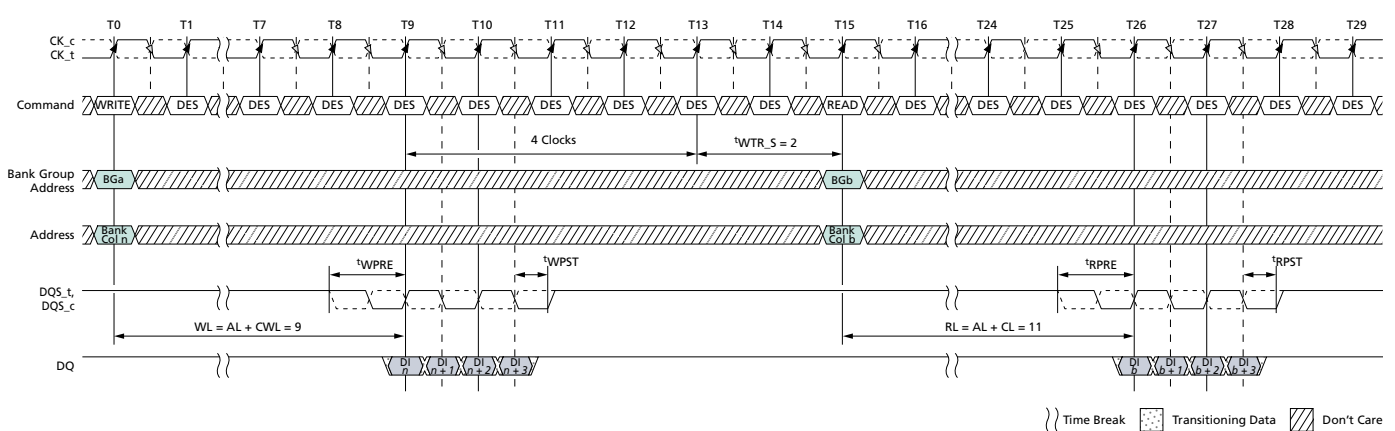 T0 T1 T7 T8 T9 T10 T11 T12 T13 T14 T15 T16 T24 T25 T26 T27 T28 T29
CK_c
CK_t
Command WRITE DES DES DES DES DES DES DES DES DES READ DES DES DES DES DES DES DES
4 Clocks tWTR_S = 2
Bank Group
Address BGa BGb
Address Bank
Col n Bank
Col b
tWPRE tWPST tRPRE tRPST
DQS_t,
DQS_c
WL = AL + CWL = 9 RL = AL + CL = 11
DQ DI
n DI
n + 1 DI
n + 2 DI
n + 3 DI
b DI
b + 1 DI
b + 2 DI
b + 3
Time Break Transitioning Data Don't Care